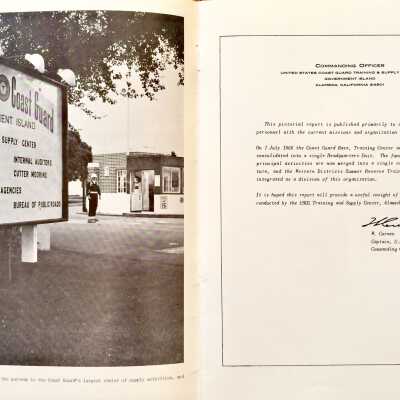 Coast Guard
MENT ISLAND
SUPPLY CENTER
INTERNAL AUDITORS
CUTTER MOORING
AGENCIES
BUREAU OF PUBLIC ROADS
the gateway to the Coast Guard's largest center of supply activities, and
COMMANDING OFFICER
UNITED STATES COAST GUARD TRAINING & SUPPLY
GOVERNMENT ISLAND
ALAMEDA, CALIFORNIA 94501
This pictorial report is published primarily to
personnel with the current missions and organization
On 1 July 1966 the Coast Guard Base, Training Center
consolidated into a single Headquarters Unit. The
principal activities are now merged into a single
ture, and the Western Districts Summer Reserve
integrated as a division of this organization.
It is hoped this report will provide a useful insight of
conducted by the USCG Training and Supply Center, Alameda
Captain, U.
Commanding